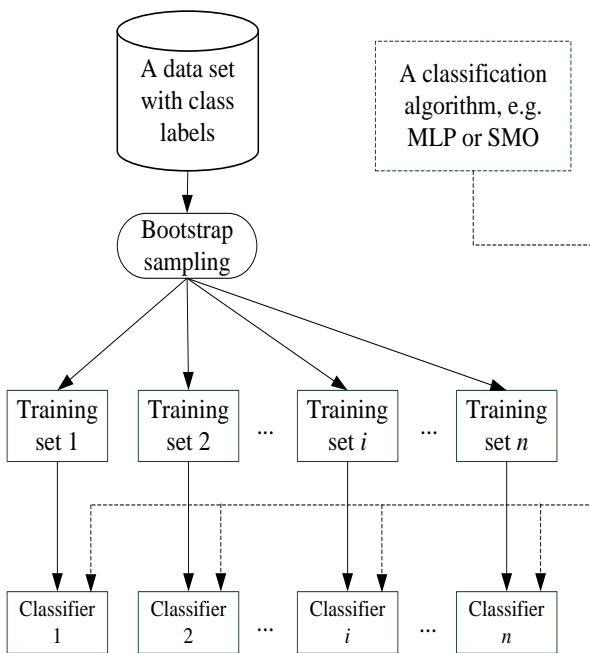 A data set
with class
labels
A classification
algorithm, e.g.
MLP or SMO
Bootstrap
sampling
Training
set 1
Training
set 2
...
Training
set i
...
Training
set n
Classifier
1
Classifier
2
...
Classifier
i
...
Classifier
n